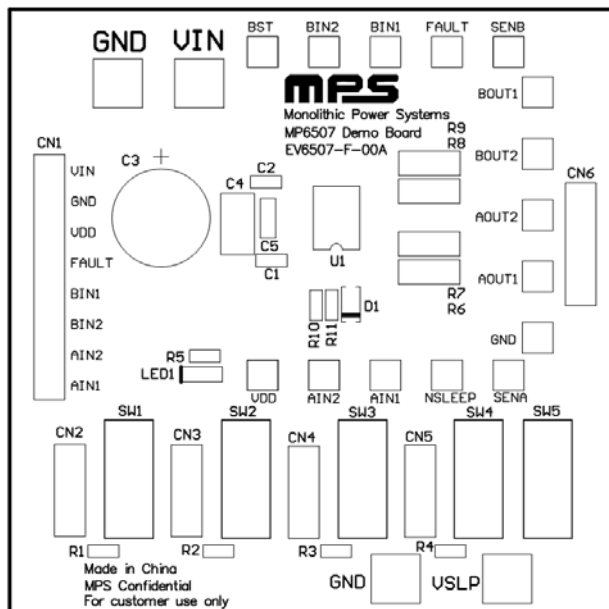 GND VIN BST BIN2 BIN1 FAULT SENB
MPS
Monolithic Power Systems
MP6507 Demo Board
EV6507-F-00A
BOUT1
R9
R8
BOUT2
CN1
VIN
GND
VDD
FAULT
BIN1
BIN2
AIN2
AIN1
C3
+
C4
C2
C5
C1
U1
CN6
AOUT2
AOUT1
R7
R6
GND
R10
R11
D1
R5
LED1
VDD AIN2 AIN1 NSLEEP SENA
SW1 SW2 SW3 SW4 SW5
CN2 CN3 CN4 CN5
R1 R2 R3 R4
Made in China
MPS Confidential
For customer use only
GND VSLP